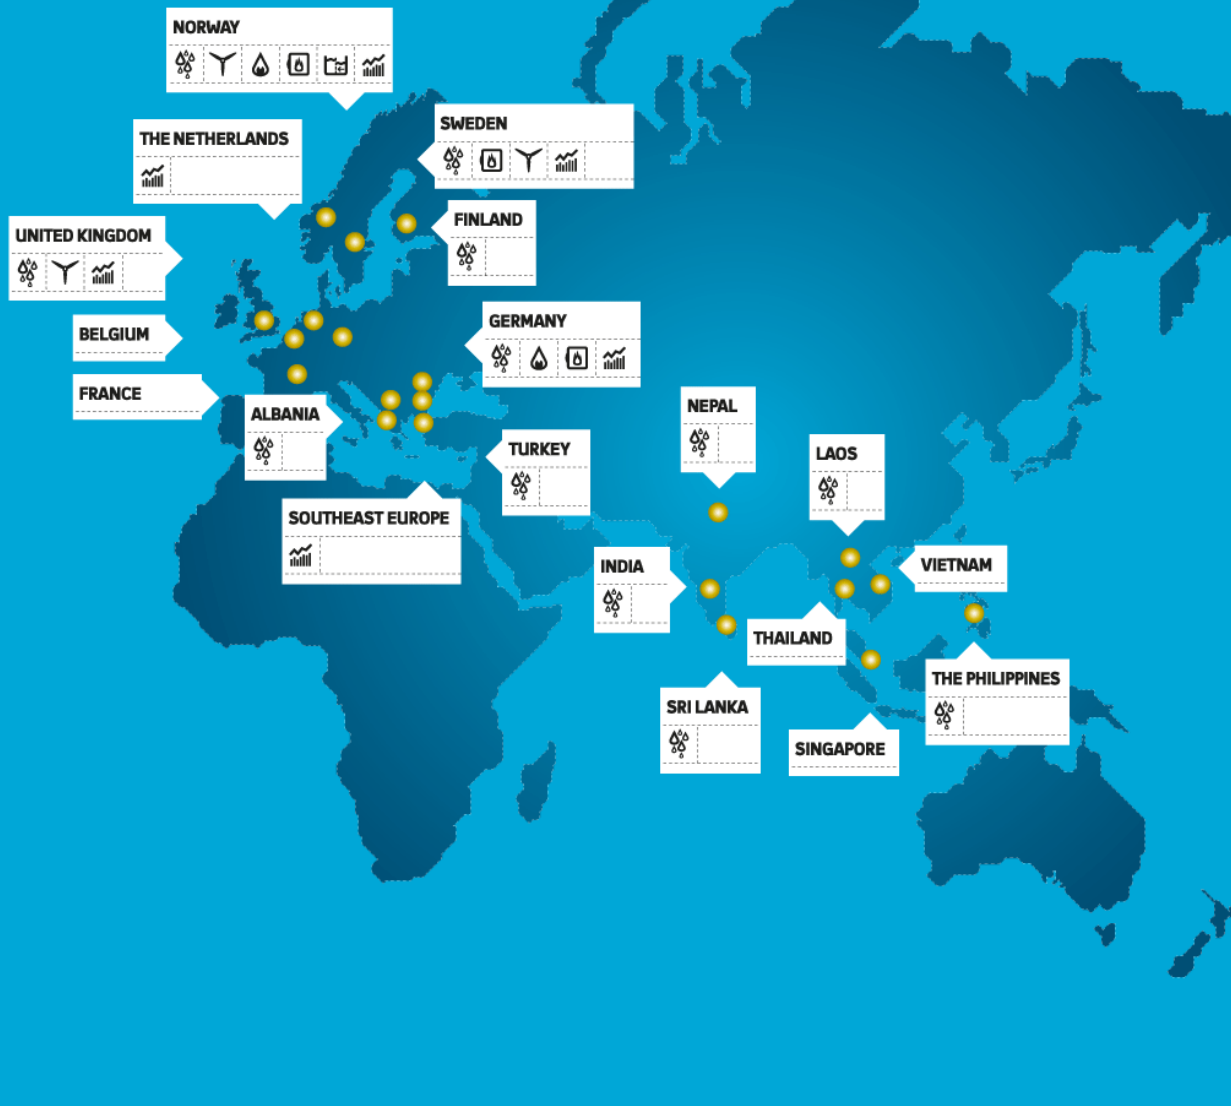 NORWAY
SWEDEN
THE NETHERLANDS
FINLAND
UNITED KINGDOM
GERMANY
BELGIUM
FRANCE
ALBANIA
NEPAL
TURKEY
LAOS
SOUTHEAST EUROPE
INDIA
VIETNAM
THAILAND
THE PHILIPPINES
SRI LANKA
SINGAPORE